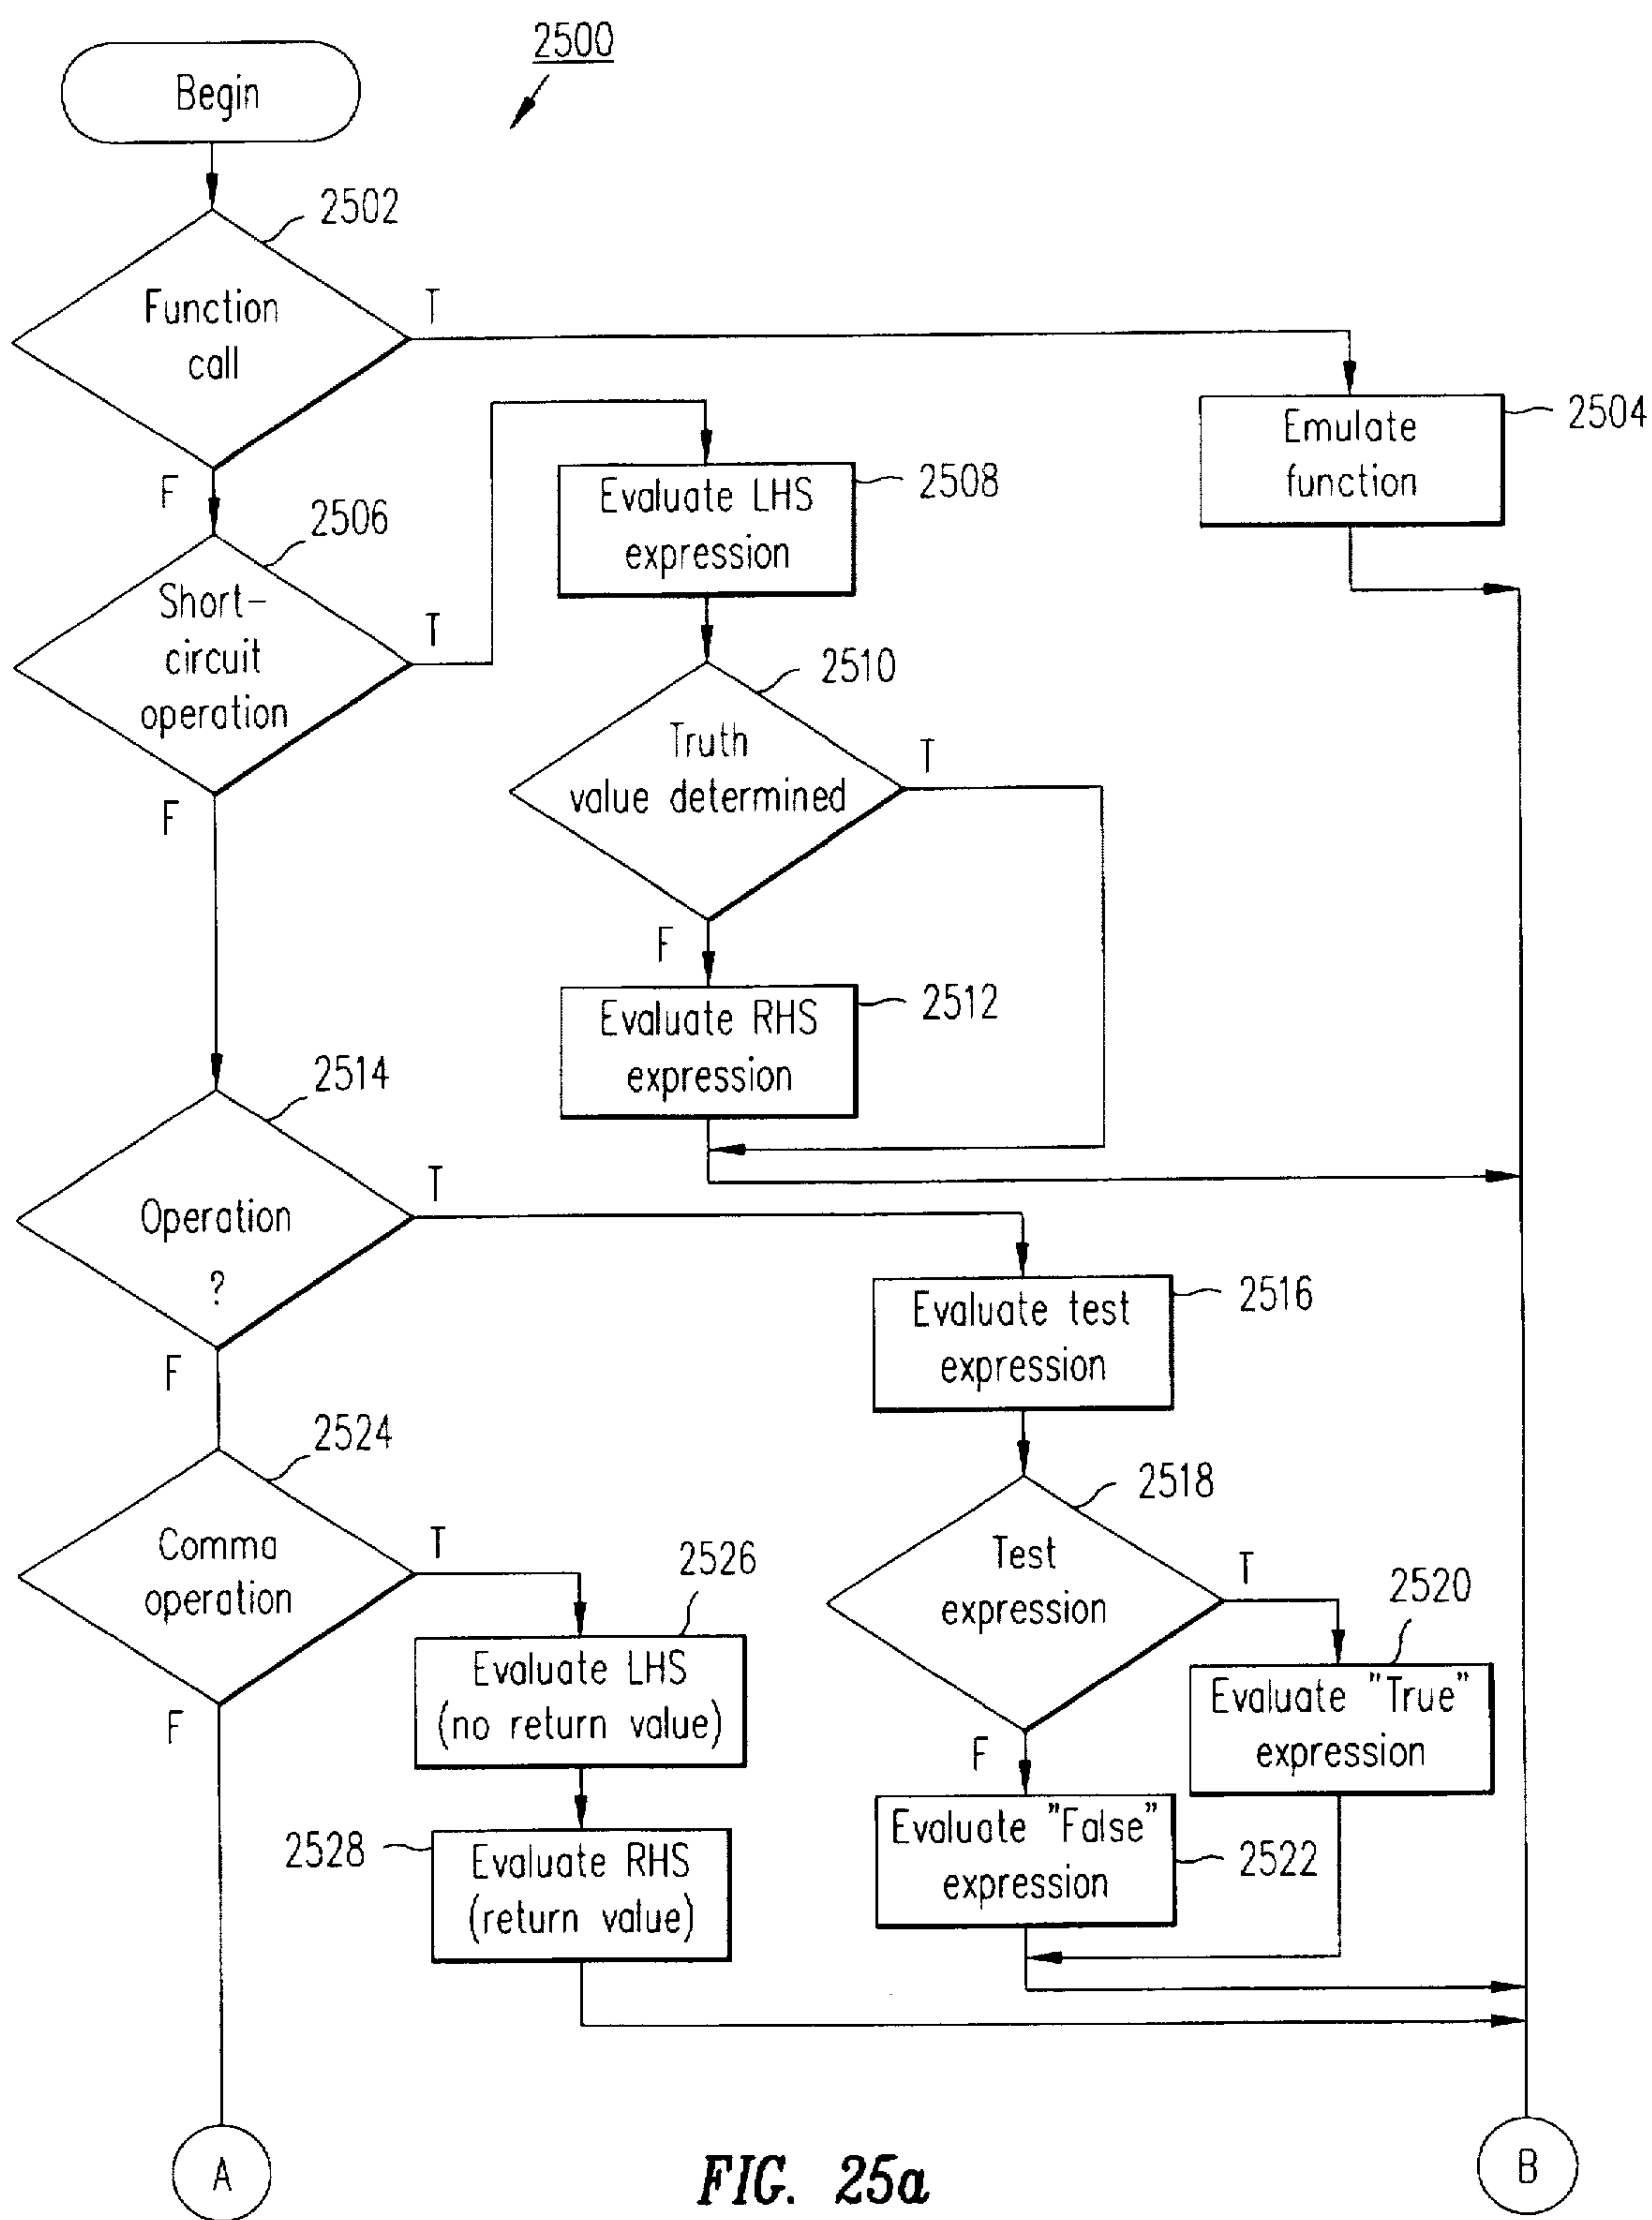 2500
Begin
2502
Function
call
T
F
Emulate
function
2504
2506
Short-
circuit
operation
T
F
Evaluate LHS
expression
2508
2510
Truth
value determined
T
F
Evaluate RHS
expression
2512
2514
Operation
?
T
F
Evaluate test
expression
2516
2518
Test
expression
T
F
2520
Evaluate "True"
expression
Evaluate "False"
expression
2522
2524
Comma
operation
T
F
2526
Evaluate LHS
(no return value)
2528
Evaluate RHS
(return value)
A
B
FIG. 25a